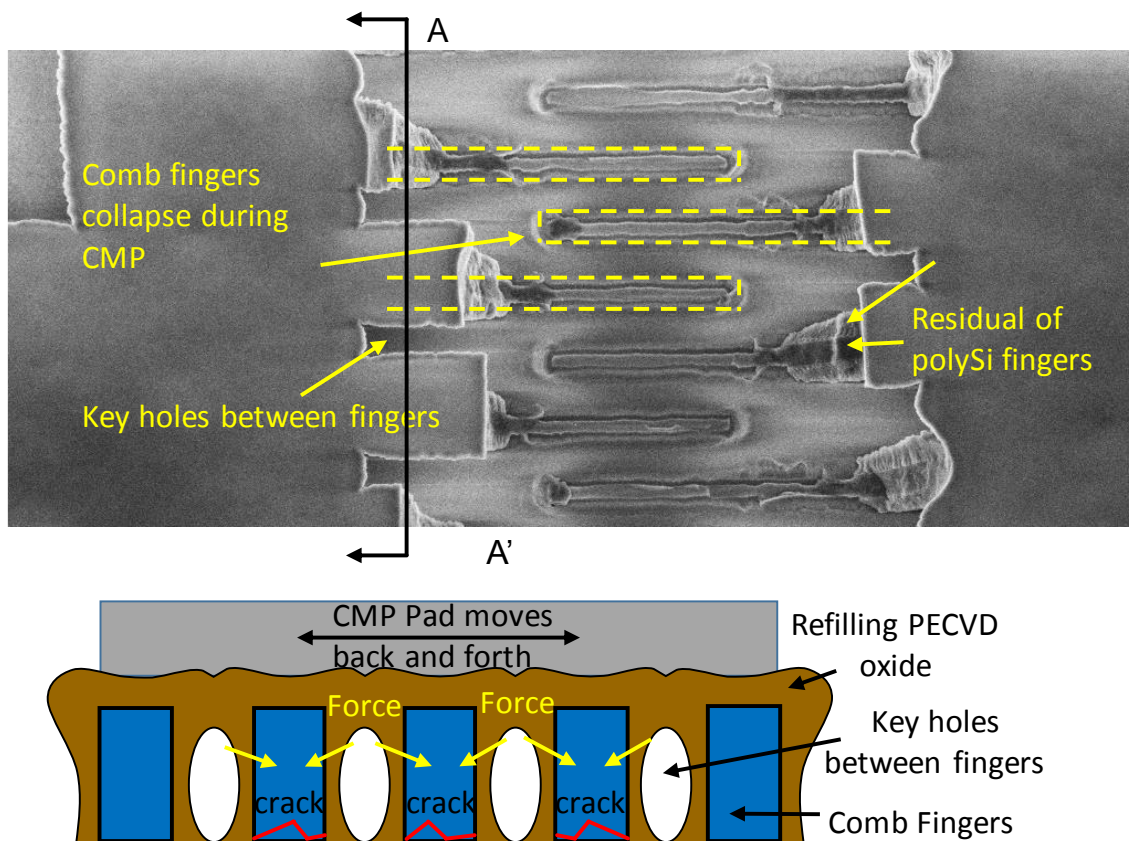 A
Comb fingers
collapse during
CMP
Residual of
polySi fingers
Key holes between fingers
A'
CMP Pad moves
back and forth
Refilling PECVD
oxide
Force
Force
Key holes
between fingers
crack
crack
crack
Comb Fingers